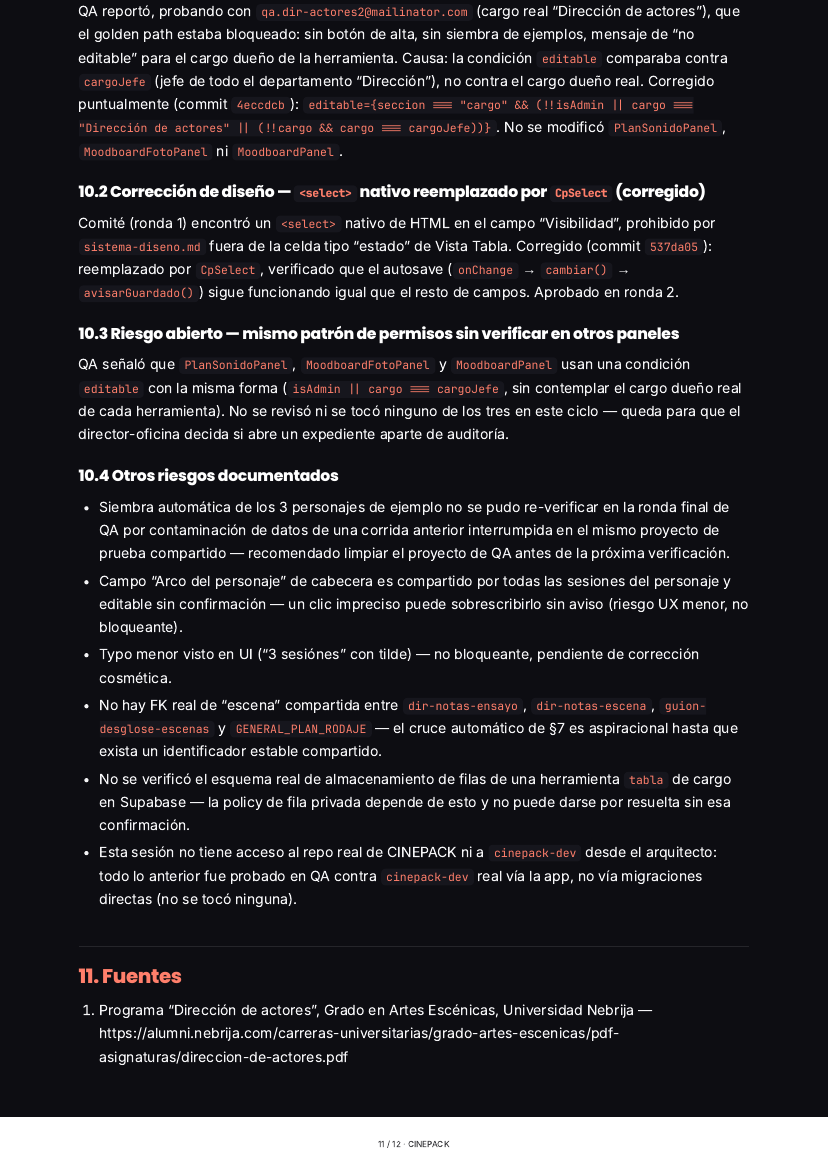 QA reportó, probando con qa.dir-actores2@mailinator.com (cargo real “Dirección de actores”), que
el golden path estaba bloqueado: sin botón de alta, sin siembra de ejemplos, mensaje de “no
editable” para el cargo dueño de la herramienta. Causa: la condición editable comparaba contra
cargoJefe (jefe de todo el departamento “Dirección”), no contra el cargo dueño real. Corregido
puntualmente (commit 4eccdcb ): editable={seccion === "cargo" && (!!isAdmin || cargo ===
"Dirección de actores" || (!!cargo && cargo === cargoJefe))} . No se modificó PlanSonidoPanel ,
MoodboardFotoPanel ni MoodboardPanel .
10.2 Corrección de diseño — <select> nativo reemplazado por CpSelect (corregido)
Comité (ronda 1) encontró un <select> nativo de HTML en el campo “Visibilidad”, prohibido por
sistema-diseno.md fuera de la celda tipo “estado” de Vista Tabla. Corregido (commit 537da05 ):
reemplazado por CpSelect , verificado que el autosave ( onChange → cambiar() →
avisarGuardado() ) sigue funcionando igual que el resto de campos. Aprobado en ronda 2.
10.3 Riesgo abierto — mismo patrón de permisos sin verificar en otros paneles
QA señaló que PlanSonidoPanel , MoodboardFotoPanel y MoodboardPanel usan una condición
editable con la misma forma ( isAdmin || cargo === cargoJefe , sin contemplar el cargo dueño real
de cada herramienta). No se revisó ni se tocó ninguno de los tres en este ciclo — queda para que el
director-oficina decida si abre un expediente aparte de auditoría.
10.4 Otros riesgos documentados
• Siembra automática de los 3 personajes de ejemplo no se pudo re-verificar en la ronda final de
QA por contaminación de datos de una corrida anterior interrumpida en el mismo proyecto de
prueba compartido — recomendado limpiar el proyecto de QA antes de la próxima verificación.
• Campo “Arco del personaje” de cabecera es compartido por todas las sesiones del personaje y
editable sin confirmación — un clic impreciso puede sobrescribirlo sin aviso (riesgo UX menor, no
bloqueante).
• Typo menor visto en UI (“3 sesiónes” con tilde) — no bloqueante, pendiente de corrección
cosmética.
• No hay FK real de “escena” compartida entre dir-notas-ensayo , dir-notas-escena , guion-
desglose-escenas y GENERAL_PLAN_RODAJE — el cruce automático de §7 es aspiracional hasta que
exista un identificador estable compartido.
• No se verificó el esquema real de almacenamiento de filas de una herramienta tabla de cargo
en Supabase — la policy de fila privada depende de esto y no puede darse por resuelta sin esa
confirmación.
• Esta sesión no tiene acceso al repo real de CINEPACK ni a cinepack-dev desde el arquitecto:
todo lo anterior fue probado en QA contra cinepack-dev real vía la app, no vía migraciones
directas (no se tocó ninguna).
11. Fuentes
1. Programa “Dirección de actores”, Grado en Artes Escénicas, Universidad Nebrija —
https://alumni.nebrija.com/carreras-universitarias/grado-artes-escenicas/pdf-
asignaturas/direccion-de-actores.pdf
11 / 12 · CINEPACK